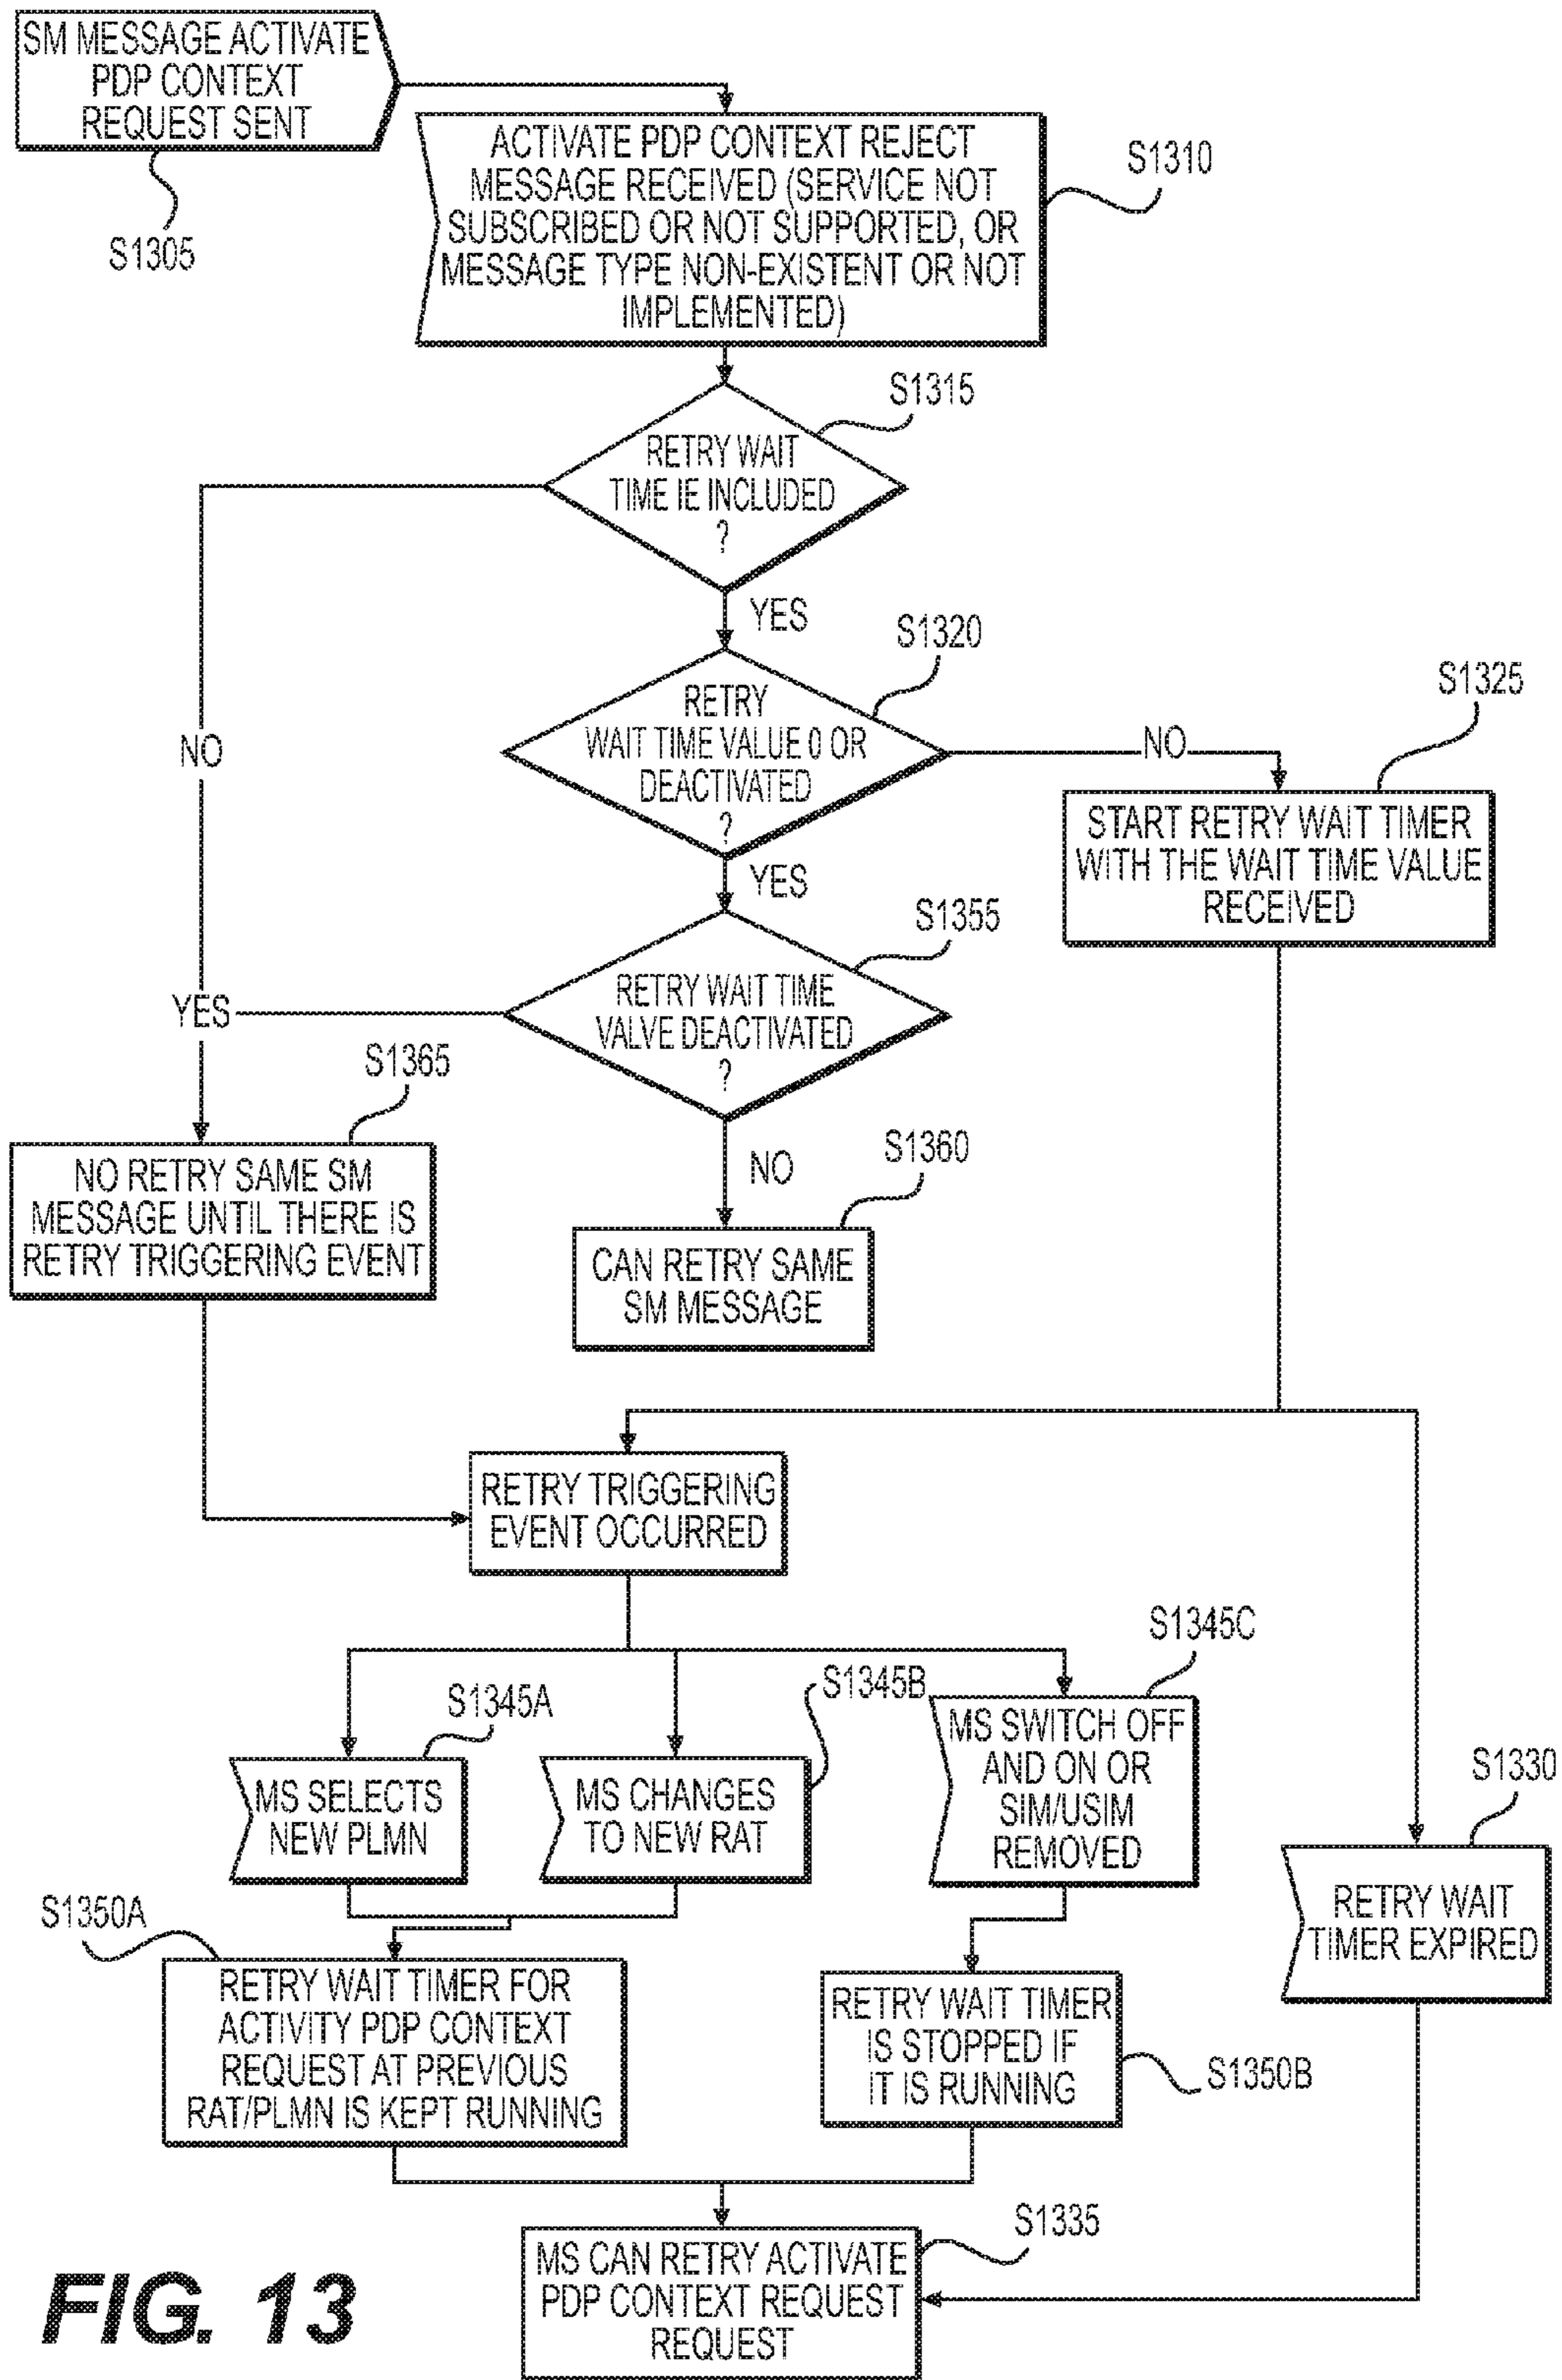 SM MESSAGE ACTIVATE
PDP CONTEXT
REQUEST SENT
S1305
ACTIVATE PDP CONTEXT REJECT
MESSAGE RECEIVED (SERVICE NOT
SUBSCRIBED OR NOT SUPPORTED, OR
MESSAGE TYPE NON-EXISTENT OR NOT
IMPLEMENTED)
S1310
RETRY WAIT
TIME IE INCLUDED
?
S1315
NO
YES
RETRY
WAIT TIME VALUE 0 OR
DEACTIVATED
?
S1320
NO
S1325
START RETRY WAIT TIMER
WITH THE WAIT TIME VALUE
RECEIVED
YES
RETRY WAIT TIME
VALVE DEACTIVATED
?
S1355
YES
S1365
NO RETRY SAME SM
MESSAGE UNTIL THERE IS
RETRY TRIGGERING EVENT
NO
S1360
CAN RETRY SAME
SM MESSAGE
RETRY TRIGGERING
EVENT OCCURRED
S1345A
MS SELECTS
NEW PLMN
S1345B
MS CHANGES
TO NEW RAT
S1345C
MS SWITCH OFF
AND ON OR
SIM/USIM
REMOVED
S1330
RETRY WAIT
TIMER EXPIRED
S1350A
RETRY WAIT TIMER FOR
ACTIVITY PDP CONTEXT
REQUEST AT PREVIOUS
RAT/PLMN IS KEPT RUNNING
RETRY WAIT TIMER
IS STOPPED IF
IT IS RUNNING
S1350B
S1335
MS CAN RETRY ACTIVATE
PDP CONTEXT REQUEST
REQUEST
FIG. 13